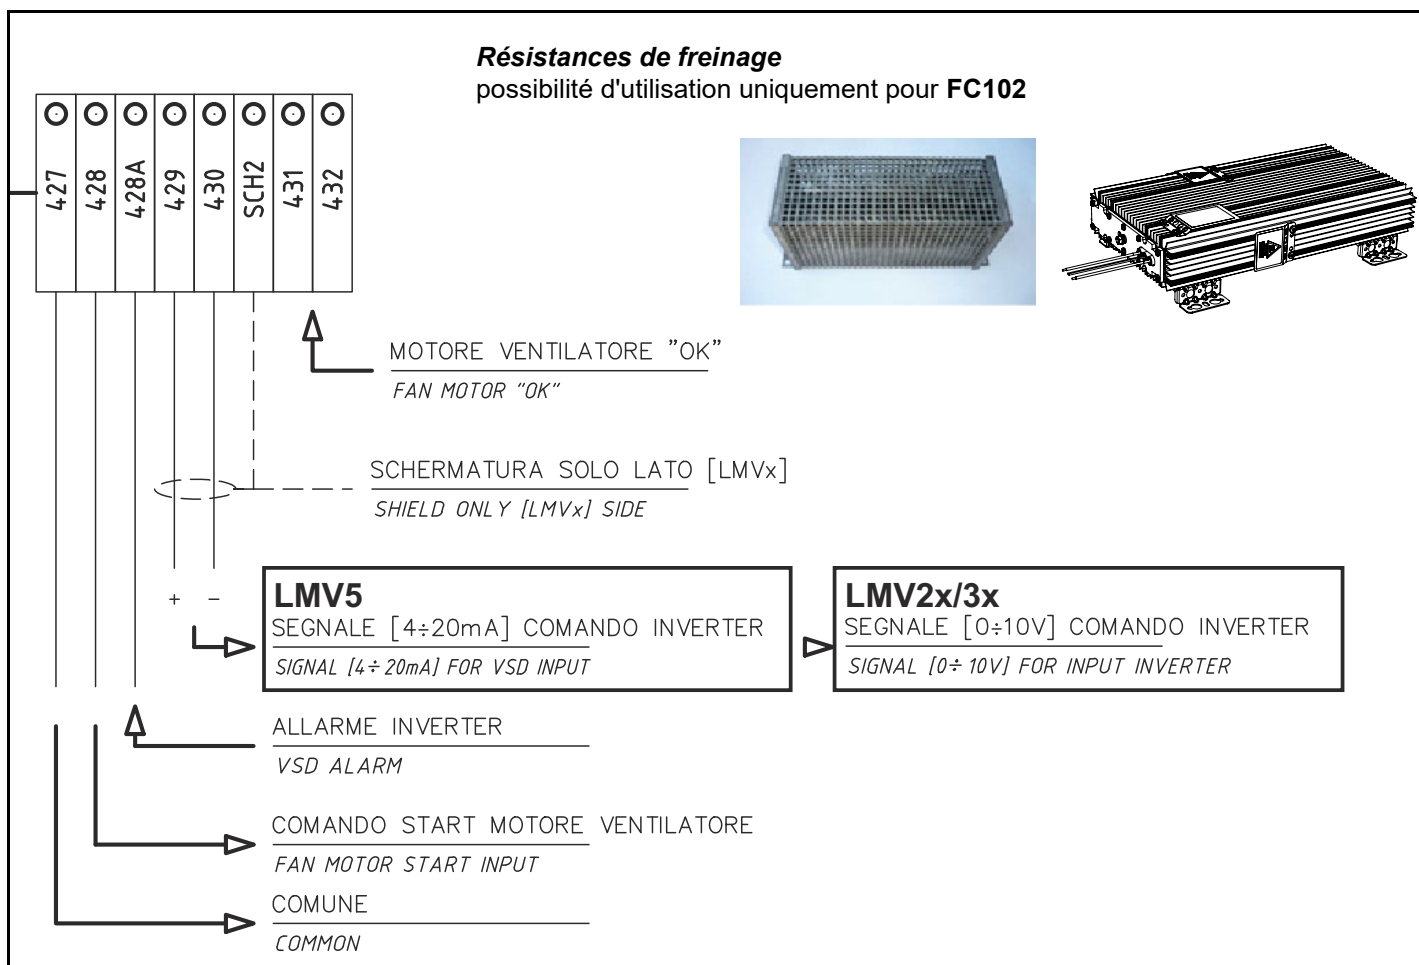 Résistances de freinage
possibilité d'utilisation uniquement pour FC102
427
428
428A
429
430
SCH2
431
432
MOTORE VENTILATORE "OK"
FAN MOTOR "OK"
SCHERMATURA SOLO LATO [LMVx]
SHIELD ONLY [LMVx] SIDE
+ −
LMV5
SEGNALE [4÷20mA] COMANDO INVERTER
SIGNAL [4÷20mA] FOR VSD INPUT
LMV2x/3x
SEGNALE [0÷10V] COMANDO INVERTER
SIGNAL [0÷10V] FOR INPUT INVERTER
ALLARME INVERTER
VSD ALARM
COMANDO START MOTORE VENTILATORE
FAN MOTOR START INPUT
COMUNE
COMMON